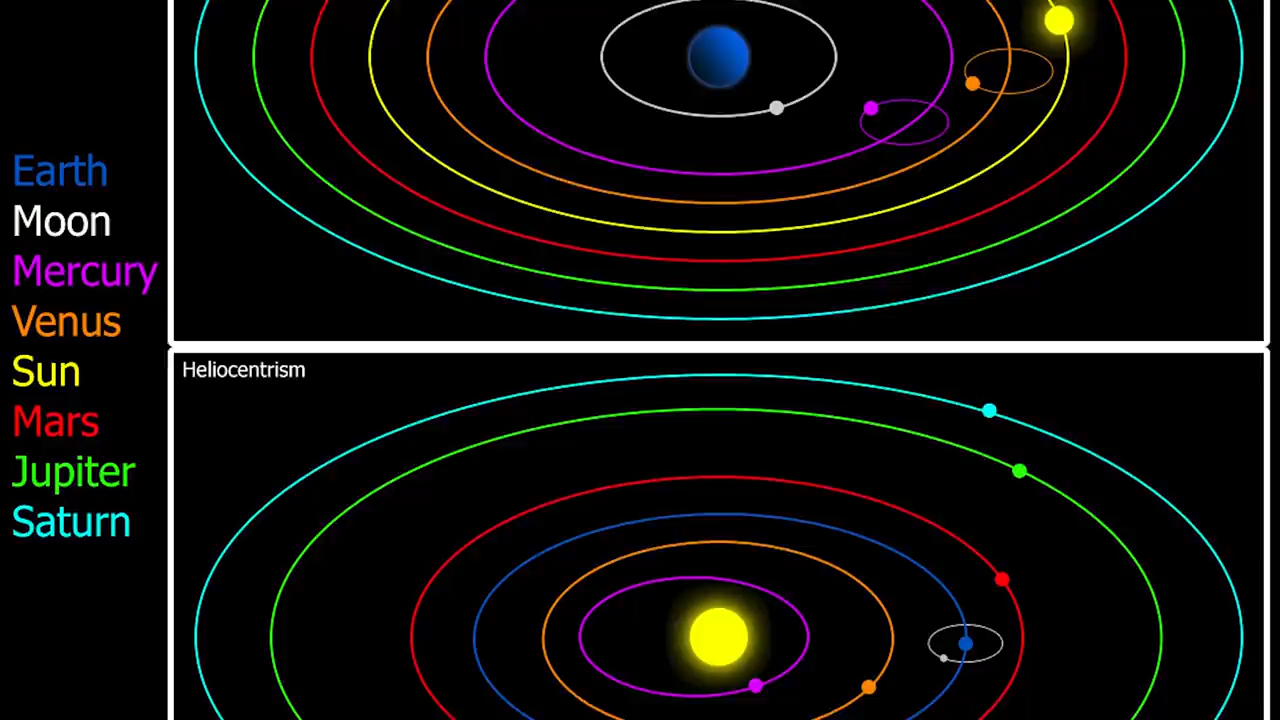 Earth
Moon
Mercury
Venus
Sun
Mars
Jupiter
Saturn
Heliocentrism